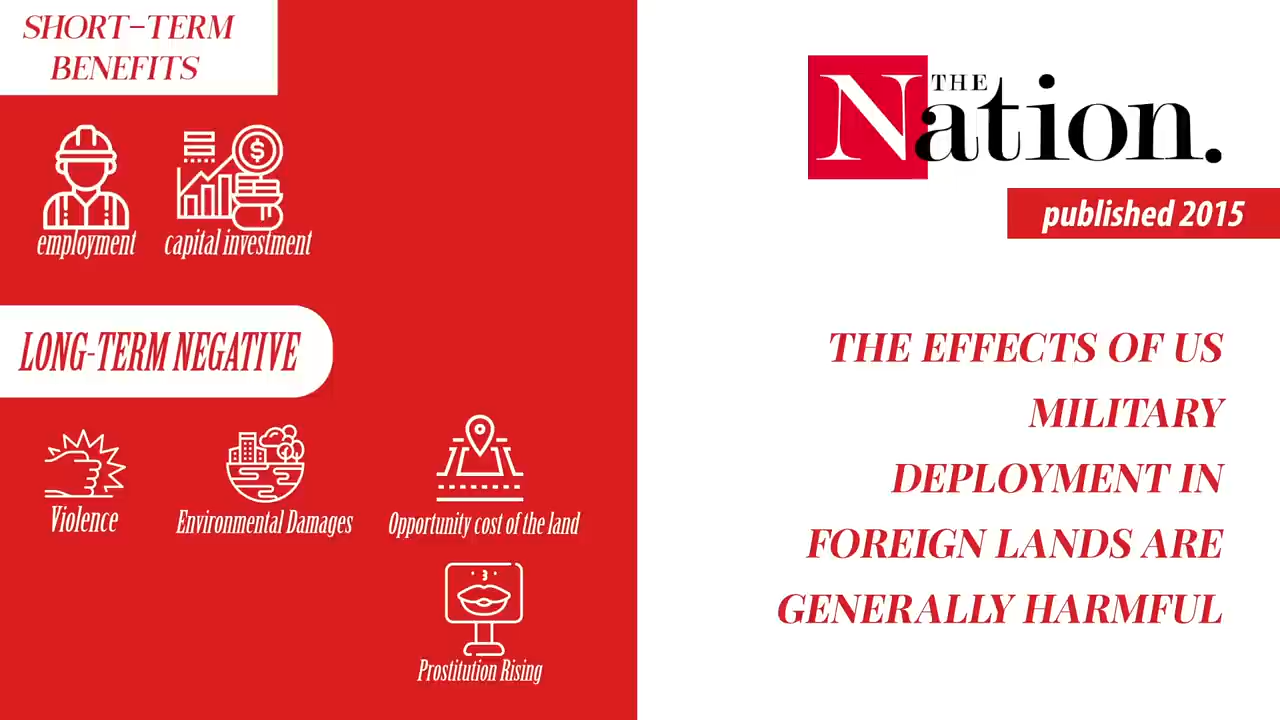 SHORT-TERM
BENEFITS
employment
capital investment
LONG-TERM NEGATIVE
Violence
Environmental Damages
Opportunity cost of the land
Prostitution Rising
THE
Nation.
published 2015
THE EFFECTS OF US
MILITARY
DEPLOYMENT IN
FOREIGN LANDS ARE
GENERALLY HARMFUL